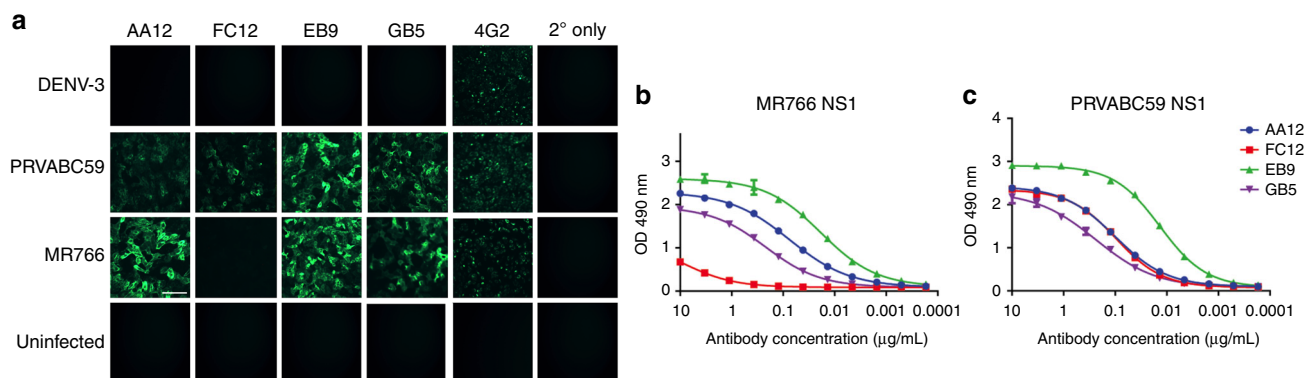 a
AA12 FC12 EB9 GB5 4G2 2° only
DENV-3
PRVABC59
MR766
Uninfected
b
MR766 NS1
OD 490 nm
3
2
1
0
10 1 0.1 0.01 0.001 0.0001
Antibody concentration (μg/mL)
c
PRVABC59 NS1
OD 490 nm
4
3
2
1
0
10 1 0.1 0.01 0.001 0.0001
Antibody concentration (μg/mL)
AA12
FC12
EB9
GB5